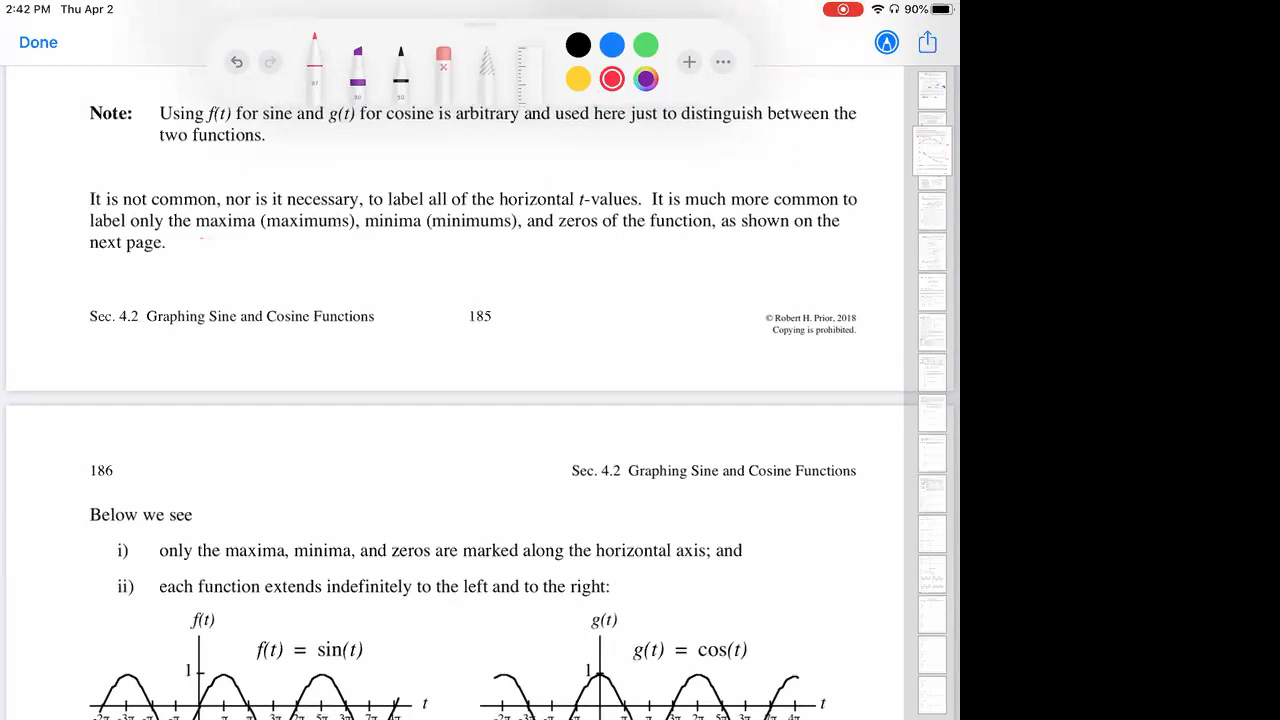 2:42 PM Thu Apr 2
90%
Done
Note: Using f(t) for sine and g(t) for cosine is arbitrary and used here just to distinguish between the
two functions.
It is not common, nor is it necessary, to label all of the horizontal t-values. It is much more common to
label only the maxima (maximums), minima (minimums), and zeros of the function, as shown on the
next page.
Sec. 4.2 Graphing Sine and Cosine Functions 185 © Robert H. Prior, 2018
Copying is prohibited.
186 Sec. 4.2 Graphing Sine and Cosine Functions
Below we see
i) only the maxima, minima, and zeros are marked along the horizontal axis; and
ii) each function extends indefinitely to the left and to the right:
f(t)
f(t) = sin(t)
1
t
g(t)
g(t) = cos(t)
1
t